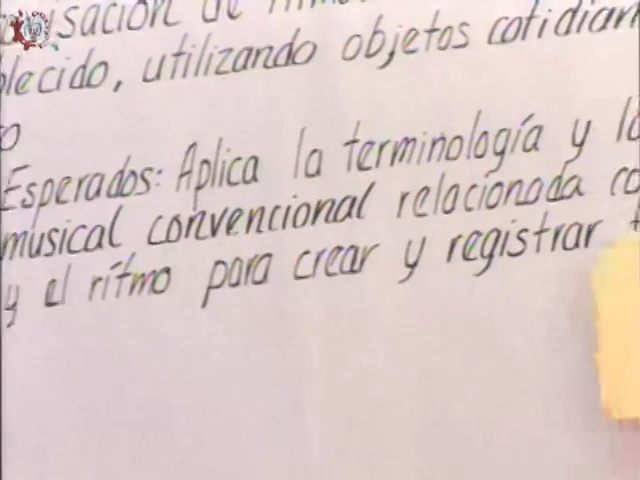 de
lecido, utilizando objetos cotidian
o
Esperados: Aplica la terminología y la
musical convencional relacionada co
y el ritmo para crear y registrar